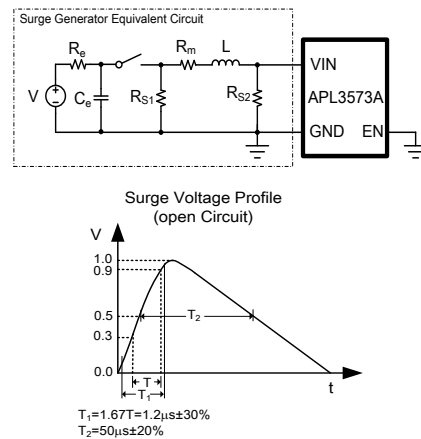 Surge Generator Equivalent Circuit
Re
Rm
L
V
Ce
RS1
RS2
VIN
APL3573A
GND
EN
Surge Voltage Profile
(open Circuit)
V
1.0
0.9
0.5
0.3
0.0
T2
T
T1
t
T1=1.67T=1.2μs±30%
T2=50μs±20%